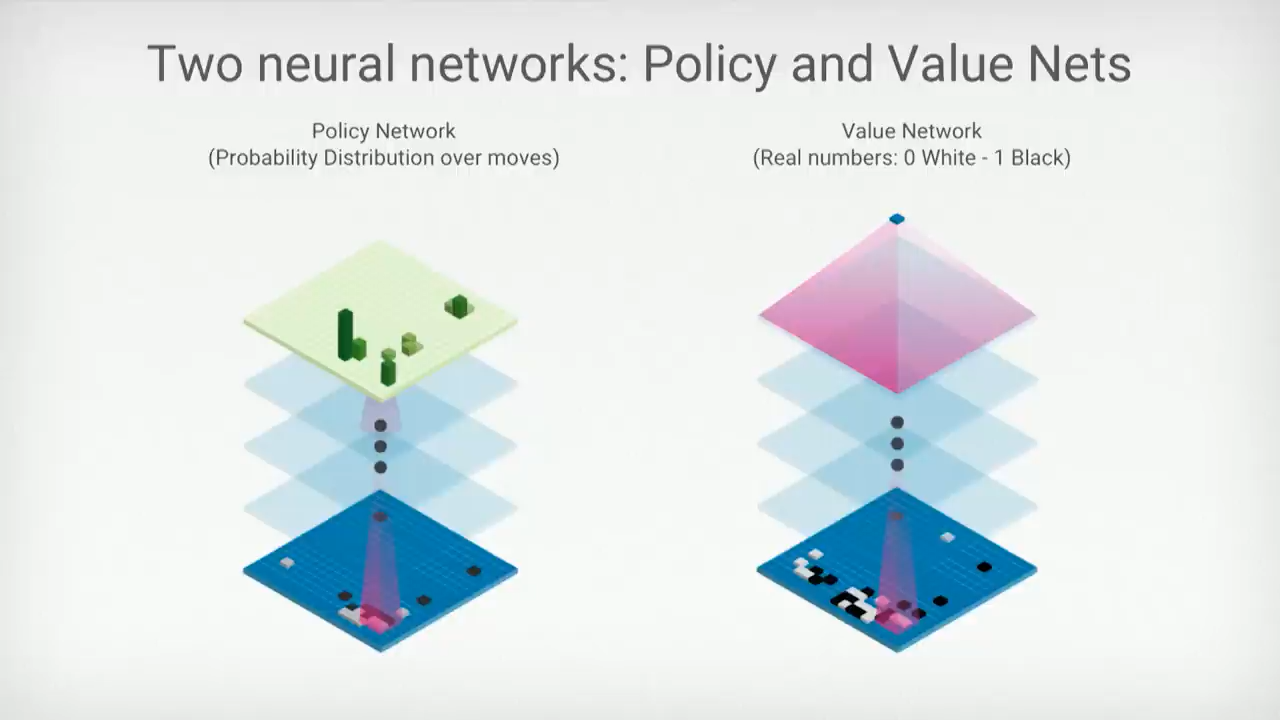 Two neural networks: Policy and Value Nets
Policy Network
(Probability Distribution over moves)
Value Network
(Real numbers: 0 White - 1 Black)